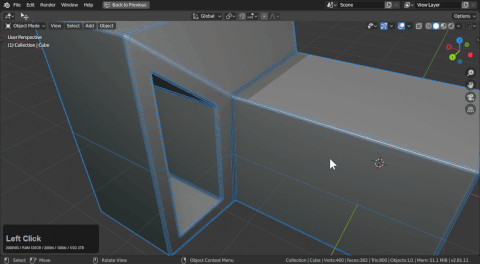 File Edit Render Window Help Back to Previous Scene View Layer
Global Options
Object Mode View Select Add Object
User Perspective
(1) Collection | Cube
Left Click
Select Move Rotate View Object Context Menu Collection | Cube | Verts:400 | Faces:382 | Tris:800 | Objects:1/1 | Mem: 51.1 MiB | v2.81.11